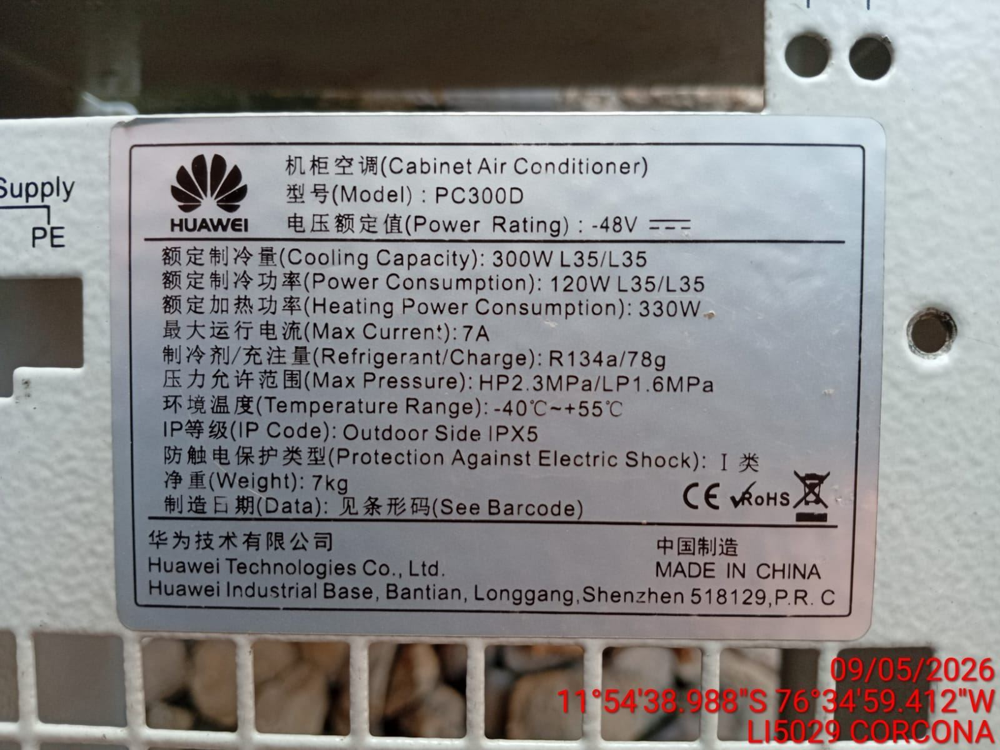 Supply
PE
HUAWEI
机柜空调(Cabinet Air Conditioner)
型号(Model) : PC300D
电压额定值(Power Rating) : -48V
额定制冷量(Cooling Capacity): 300W L35/L35
额定制冷功率(Power Consumption): 120W L35/L35
额定加热功率(Heating Power Consumption): 330W
最大运行电流(Max Current): 7A
制冷剂/充注量(Refrigerant/Charge): R134a/78g
压力允许范围(Max Pressure): HP2.3MPa/LP1.6MPa
环境温度(Temperature Range): -40℃~+55℃
IP等级(IP Code): Outdoor Side IPX5
防触电保护类型(Protection Against Electric Shock): I 类
净重(Weight): 7kg
制造日期(Data): 见条形码(See Barcode)
CE RoHS
华为技术有限公司
Huawei Technologies Co., Ltd.
Huawei Industrial Base, Bantian, Longgang,Shenzhen 518129,P.R. C
中国制造
MADE IN CHINA
09/05/2026
11°54'38.988"S 76°34'59.412"W
LI5029 CORCONA